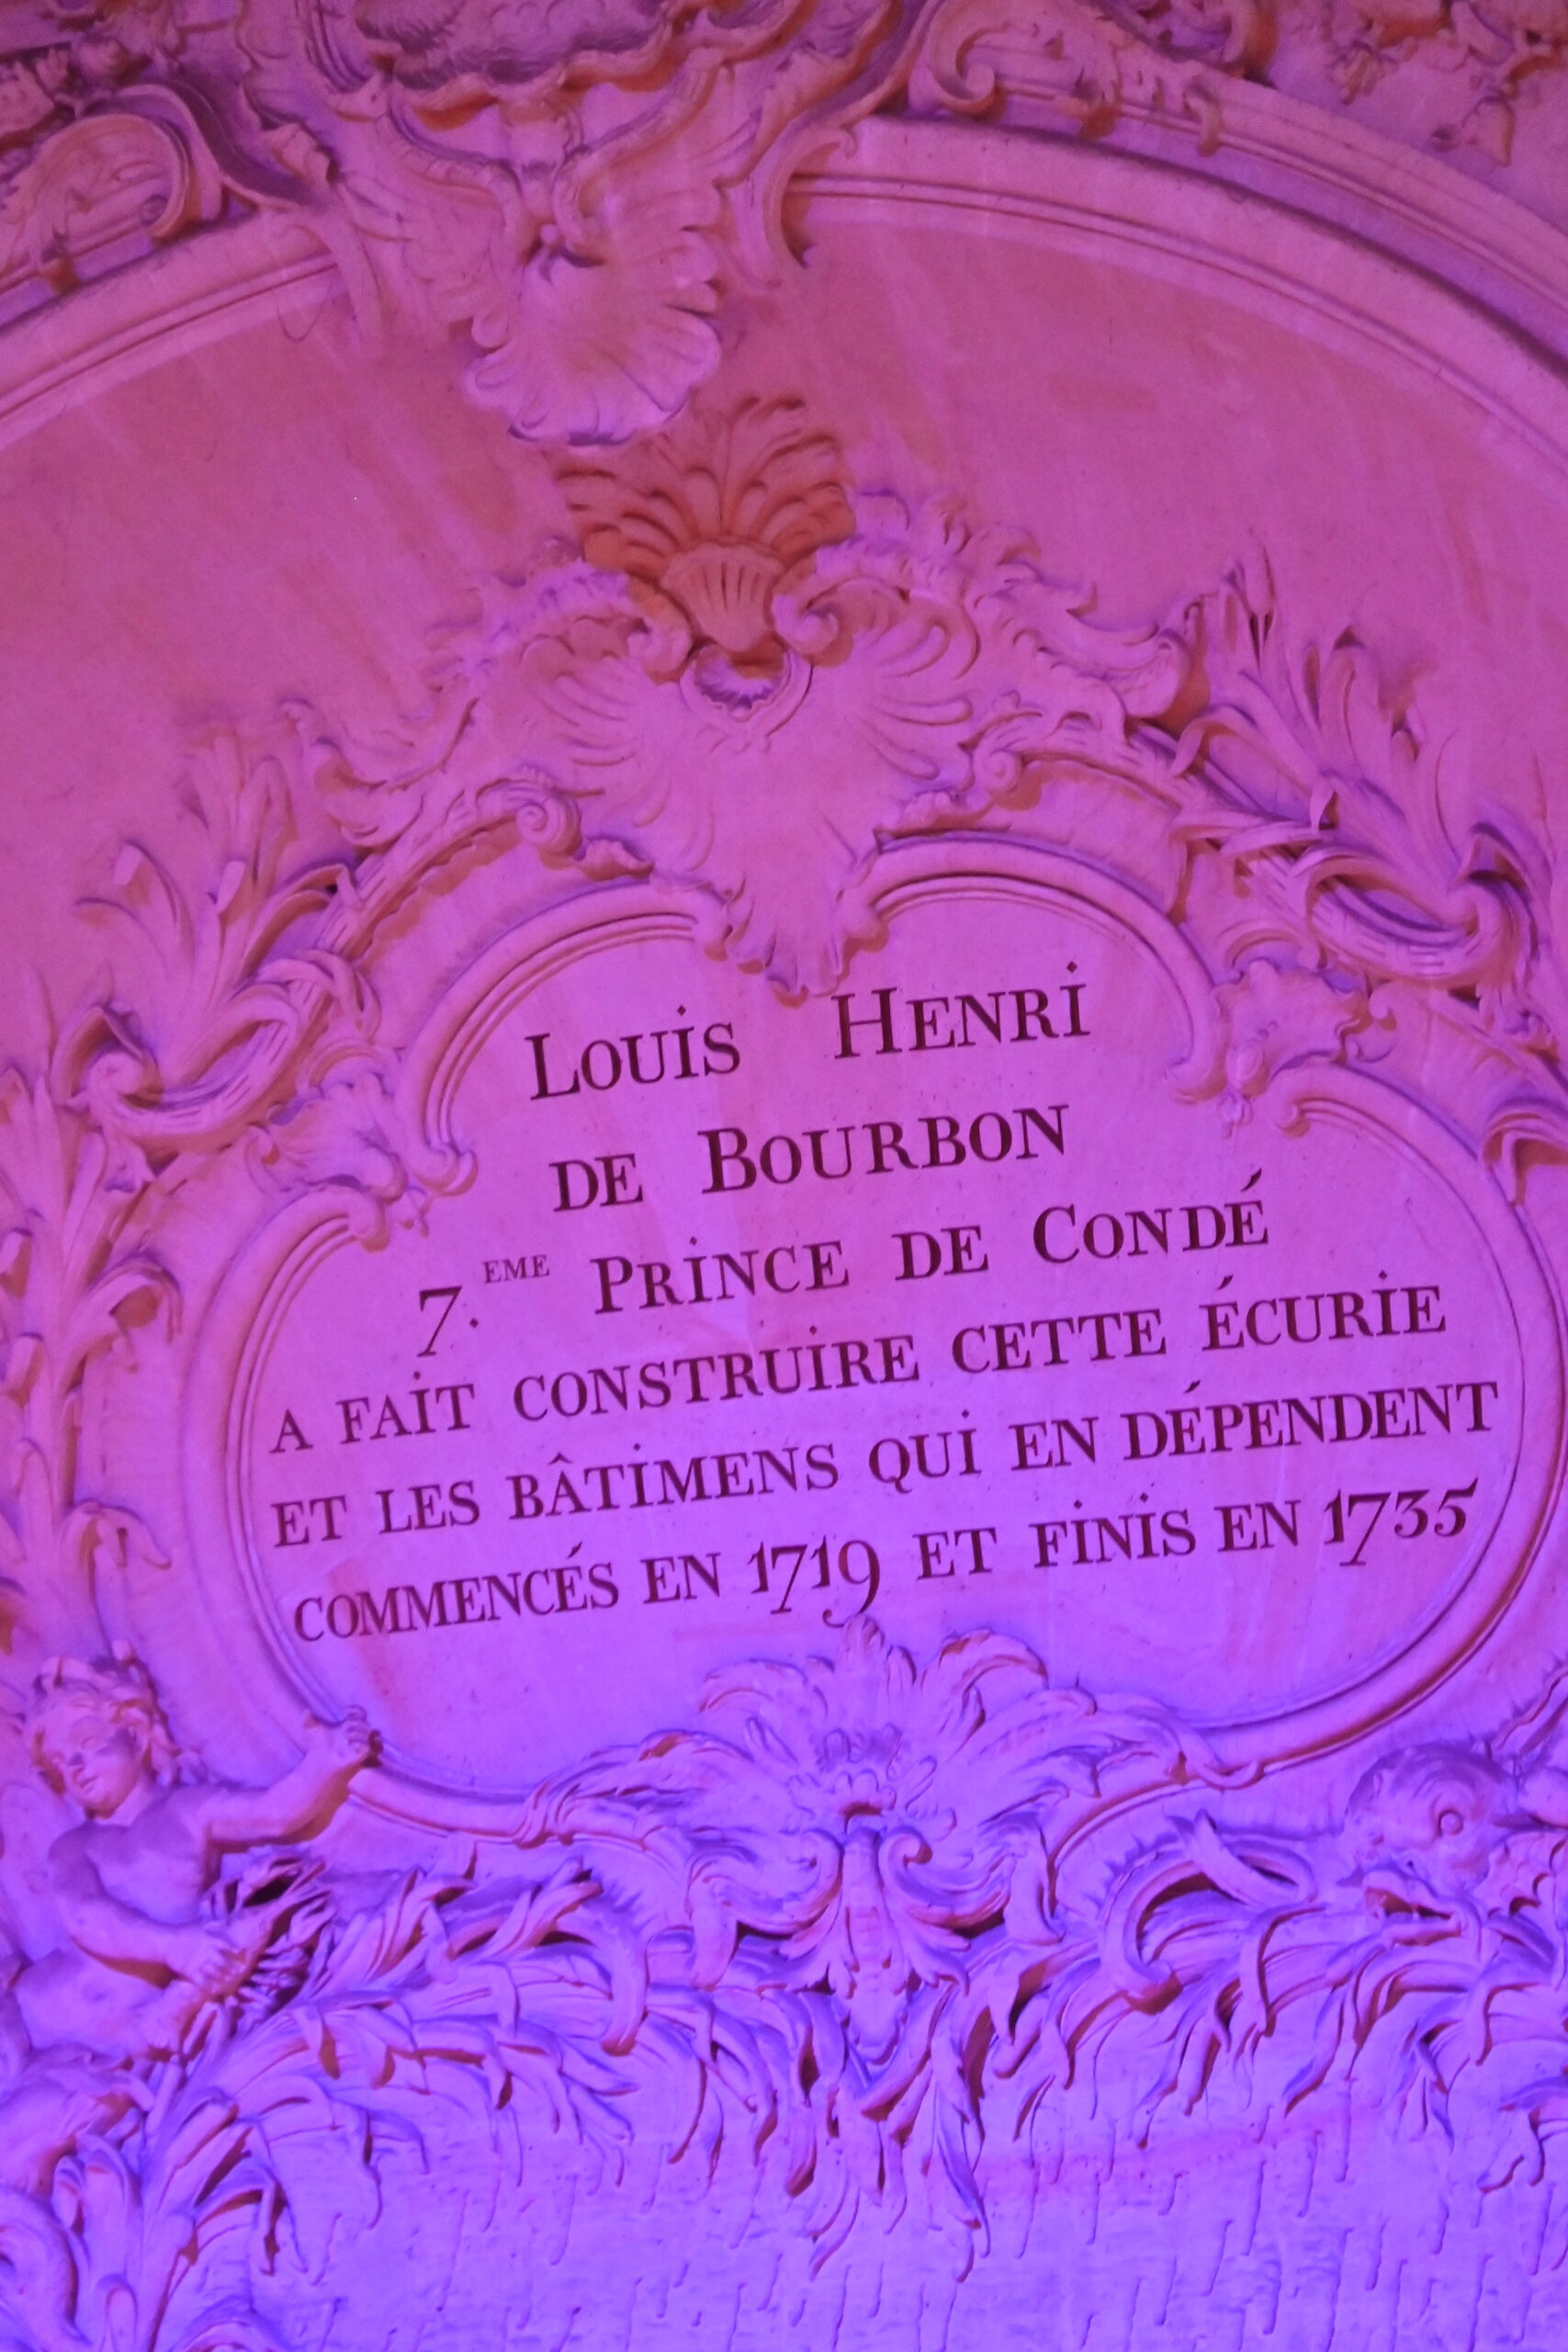 LOUIS HENRI
DE BOURBON
7.EME PRINCE DE CONDÉ
A FAIT CONSTRUIRE CETTE ÉCURIE
ET LES BÂTIMENS QUI EN DÉPENDENT
COMMENCÉS EN 1719 ET FINIS EN 1735